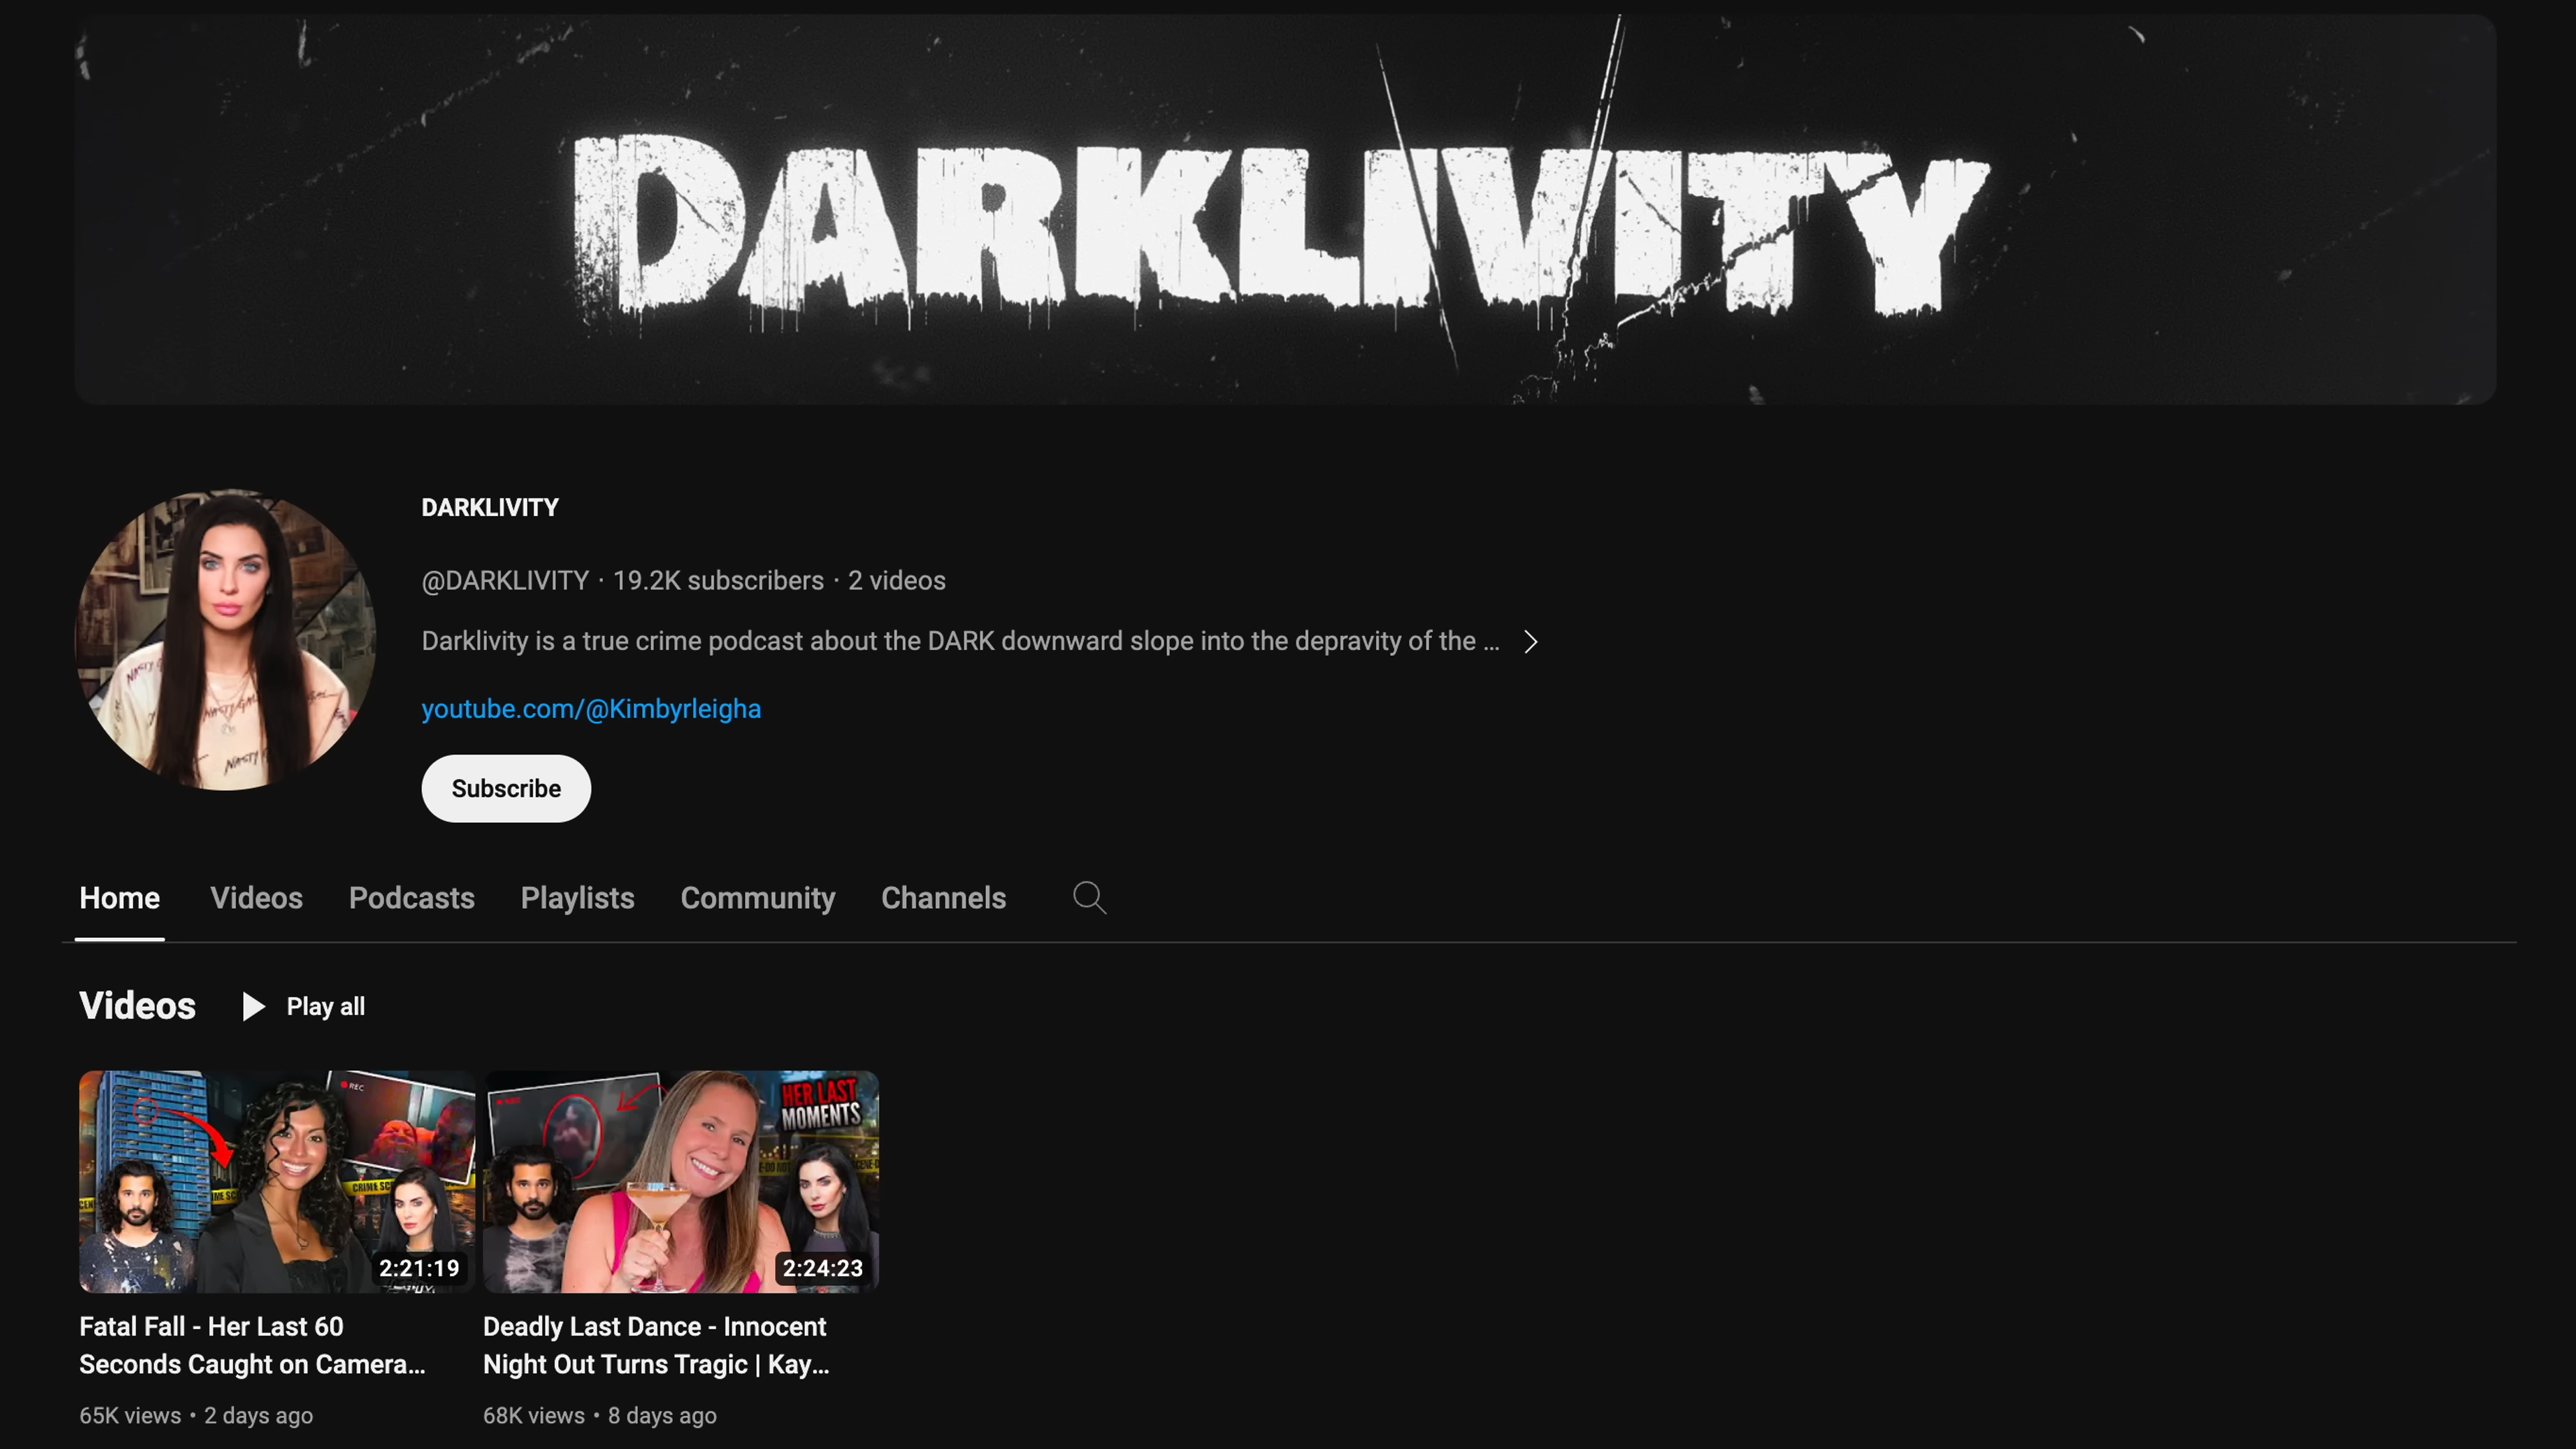 DARKLIVITY
DARKLIVITY
@DARKLIVITY · 19.2K subscribers · 2 videos
Darklivity is a true crime podcast about the DARK downward slope into the depravity of the ...
youtube.com/@Kimbyrleigha
Subscribe
Home Videos Podcasts Playlists Community Channels
Videos Play all
REC
CRIME SC
2:21:19
HER LAST
MOMENTS
2:24:23
Fatal Fall - Her Last 60
Seconds Caught on Camera...
65K views • 2 days ago
Deadly Last Dance - Innocent
Night Out Turns Tragic | Kay...
68K views • 8 days ago